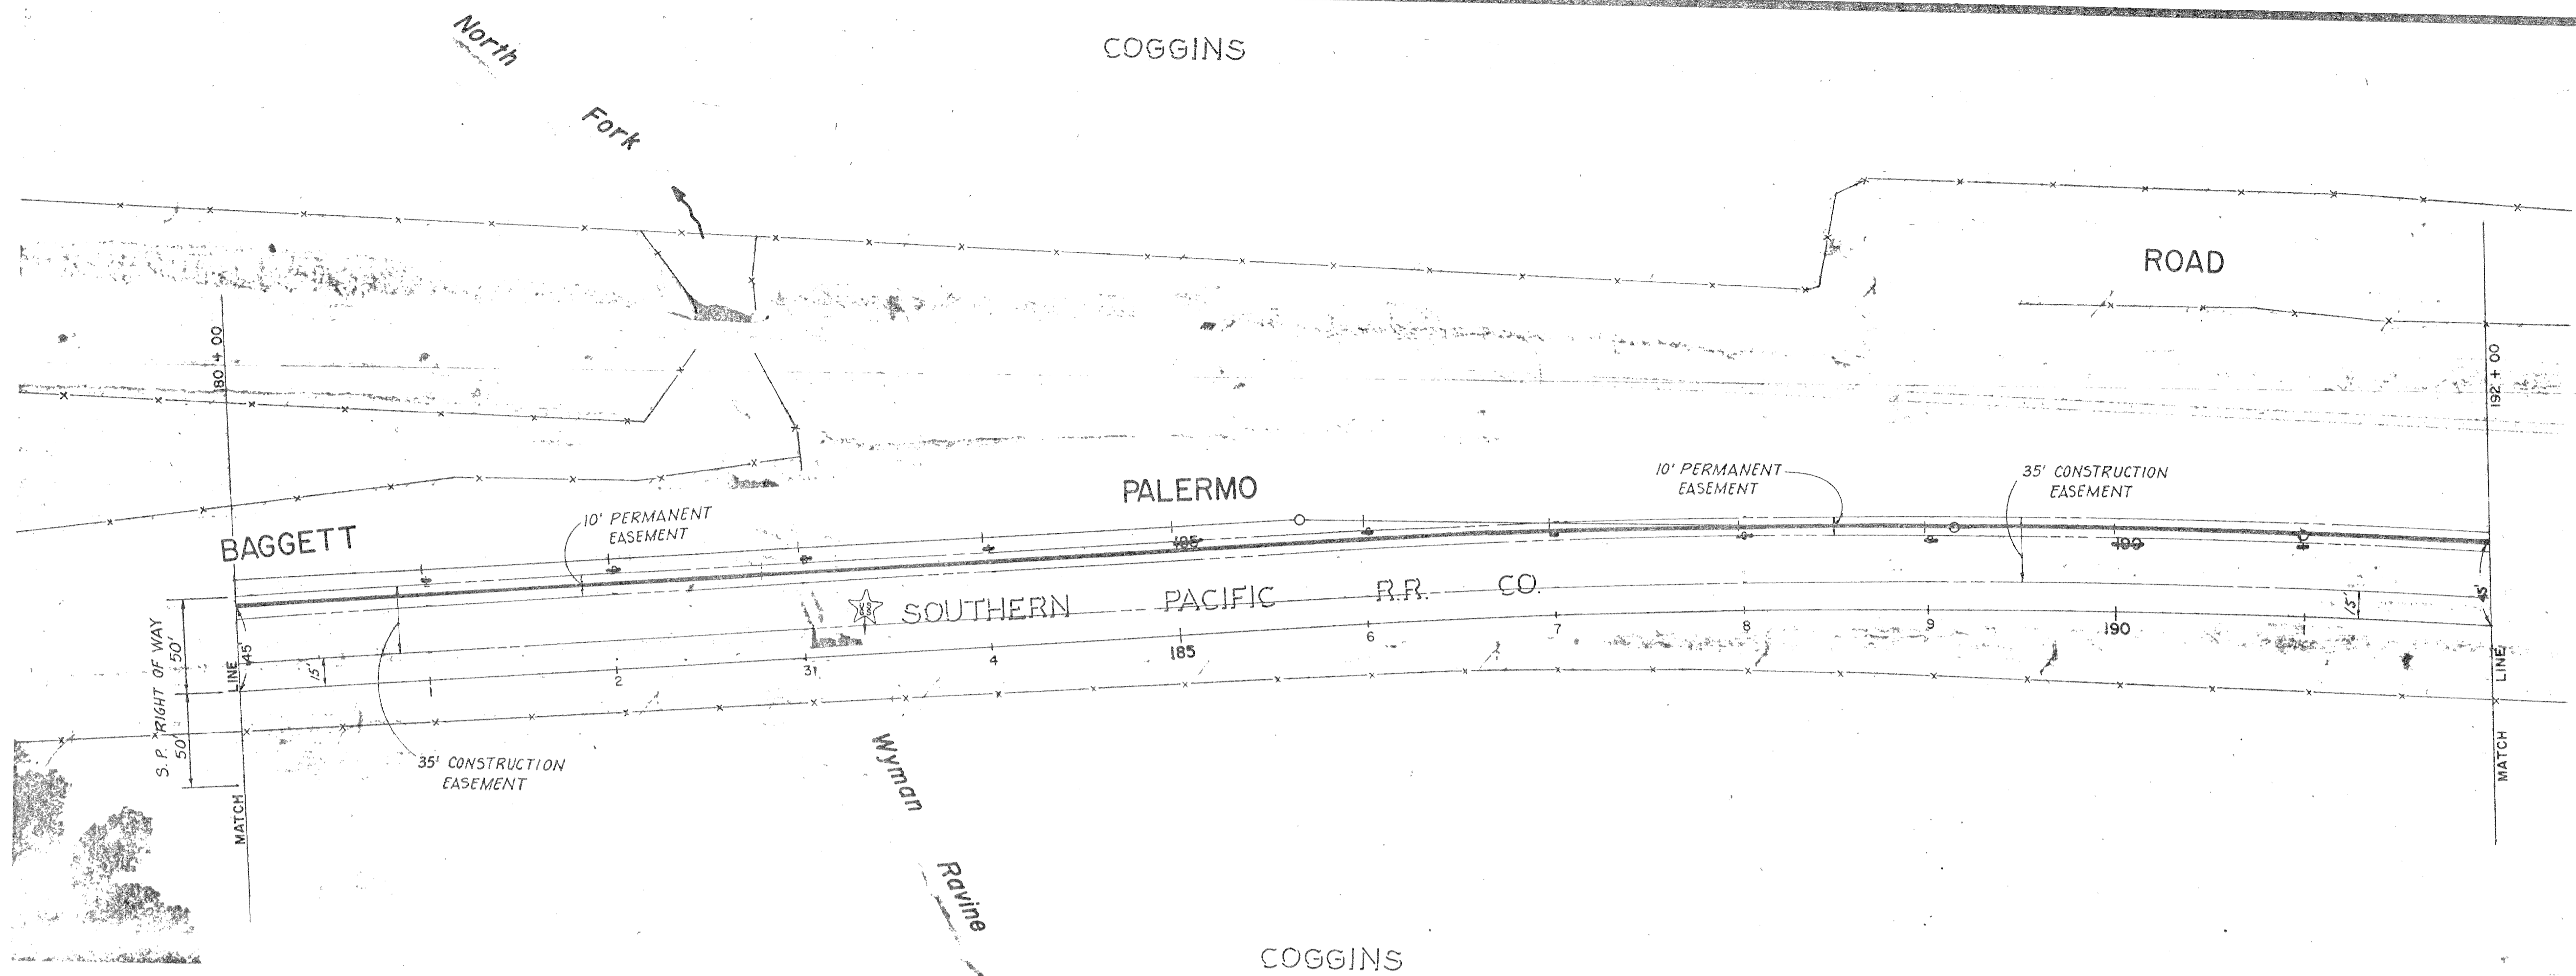 North
Fork
COGGINS
ROAD
180 + 00
192 + 00
PALERMO
10' PERMANENT
EASEMENT
35' CONSTRUCTION
EASEMENT
BAGGETT
10' PERMANENT
EASEMENT
185
190
US
GS
SOUTHERN PACIFIC R.R. CO.
S. P. RIGHT OF WAY
50'
50'
45'
15'
15'
45'
1
2
3
4
185
6
7
8
9
190
1
MATCH LINE
MATCH LINE
35' CONSTRUCTION
EASEMENT
Wyman
Ravine
COGGINS